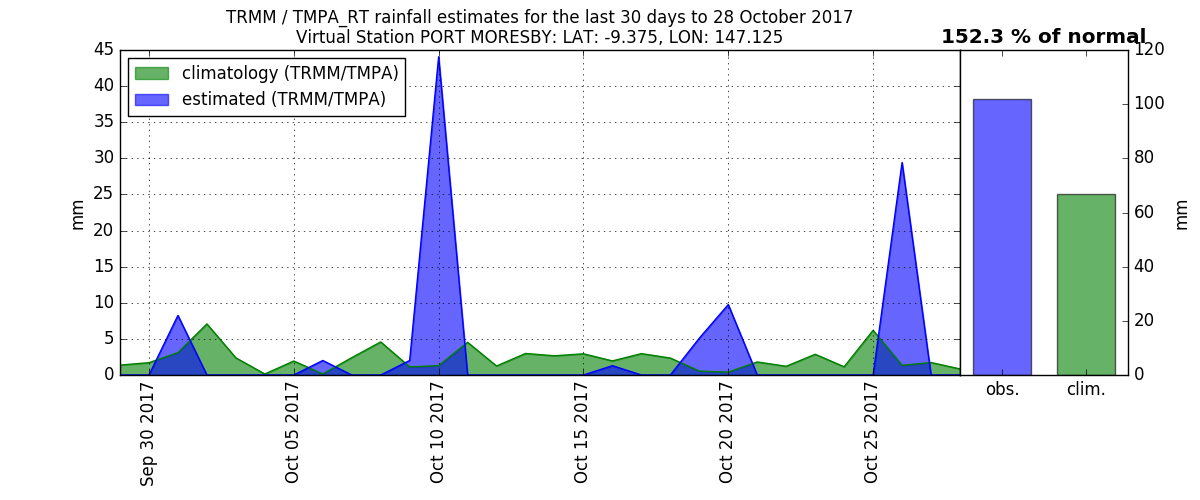 TRMM / TMPA_RT rainfall estimates for the last 30 days to 28 October 2017
Virtual Station PORT MORESBY: LAT: -9.375, LON: 147.125
152.3 % of normal
climatology (TRMM/TMPA)
estimated (TRMM/TMPA)
mm
45
40
35
30
25
20
15
10
5
0
Sep 30 2017
Oct 05 2017
Oct 10 2017
Oct 15 2017
Oct 20 2017
Oct 25 2017
obs.
clim.
120
100
80
60
40
20
0
mm